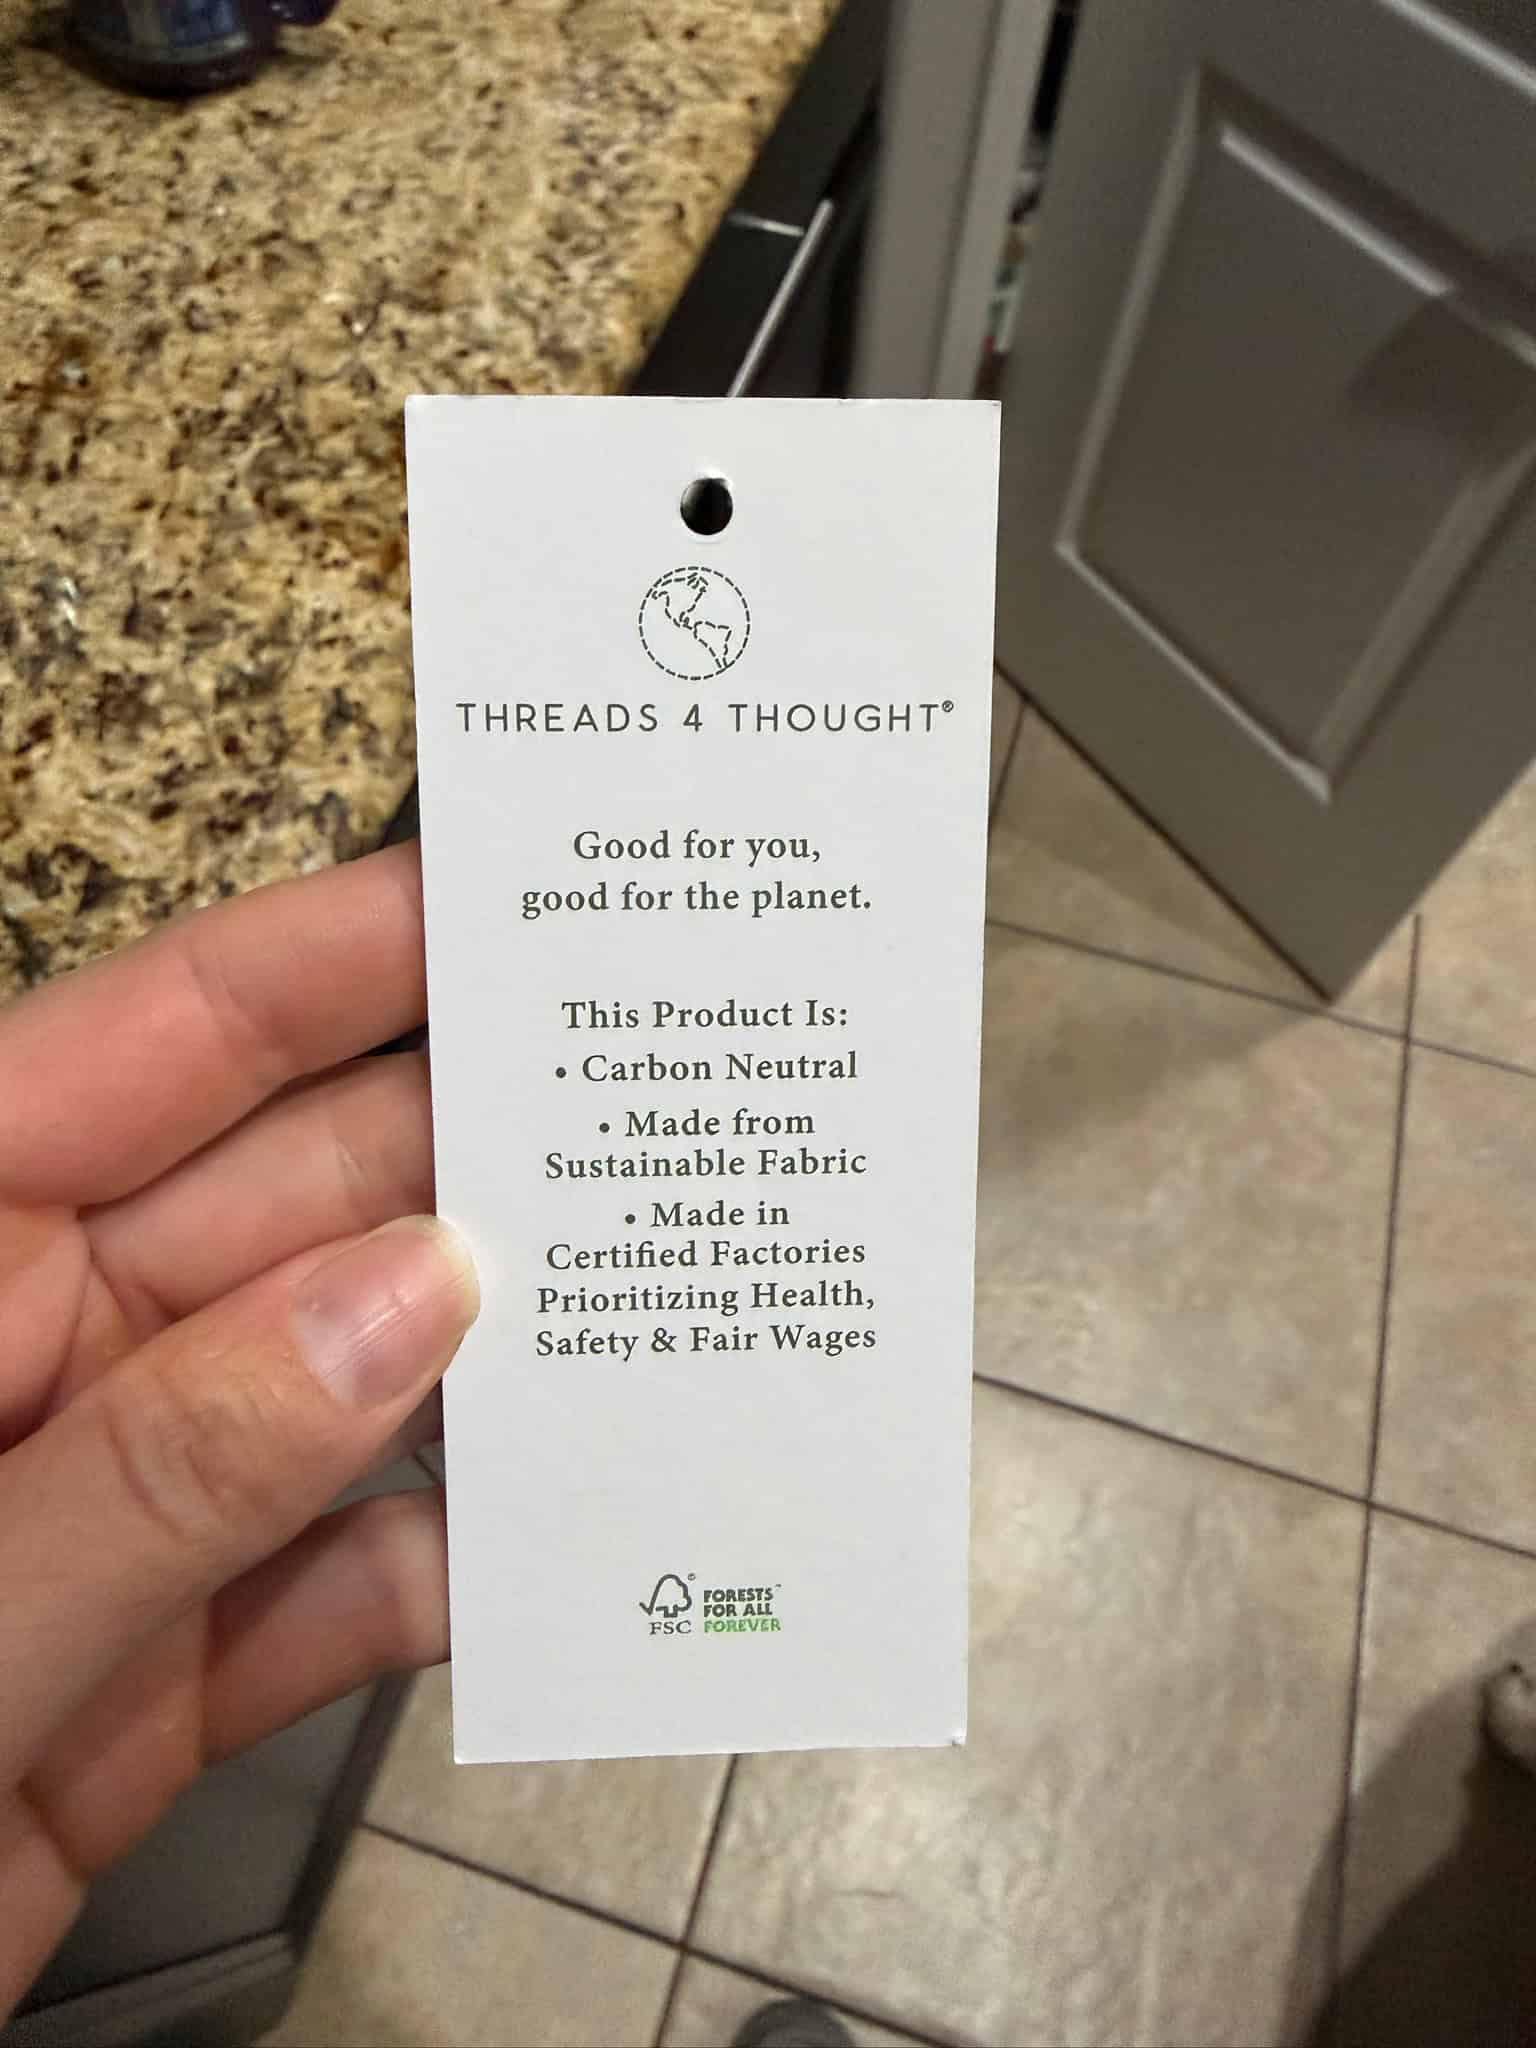 THREADS 4 THOUGHT®
Good for you,
good for the planet.
This Product Is:
• Carbon Neutral
• Made from
Sustainable Fabric
• Made in
Certified Factories
Prioritizing Health,
Safety & Fair Wages
®
FSC
FORESTS™
FOR ALL
FOREVER